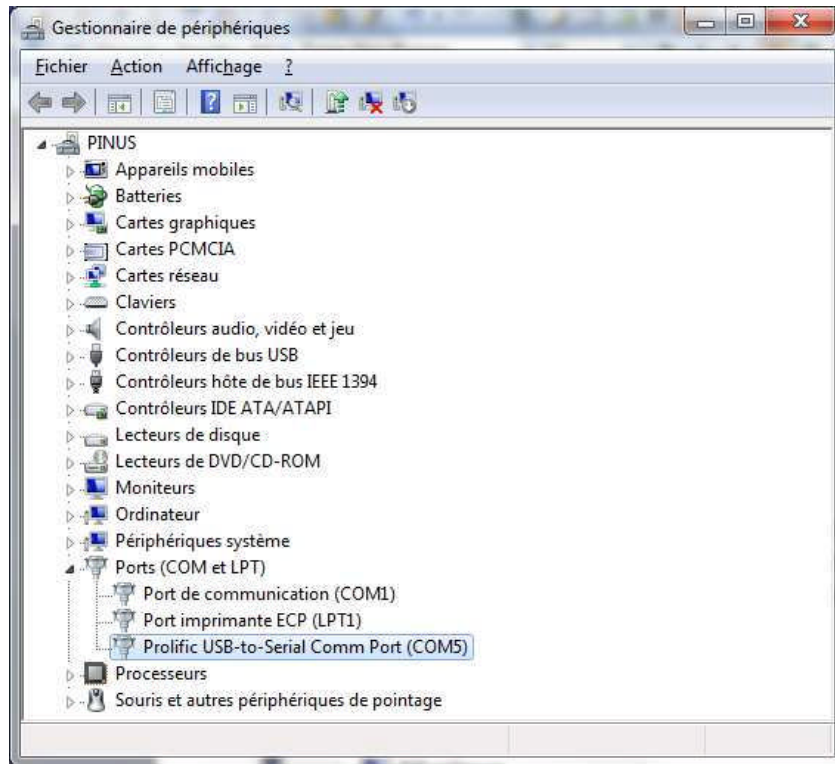 Gestionnaire de périphériques
Fichier Action Affichage ?
PINUS
Appareils mobiles
Batteries
Cartes graphiques
Cartes PCMCIA
Cartes réseau
Claviers
Contrôleurs audio, vidéo et jeu
Contrôleurs de bus USB
Contrôleurs hôte de bus IEEE 1394
Contrôleurs IDE ATA/ATAPI
Lecteurs de disque
Lecteurs de DVD/CD-ROM
Moniteurs
Ordinateur
Périphériques système
Ports (COM et LPT)
Port de communication (COM1)
Port imprimante ECP (LPT1)
Prolific USB-to-Serial Comm Port (COM5)
Processeurs
Souris et autres périphériques de pointage